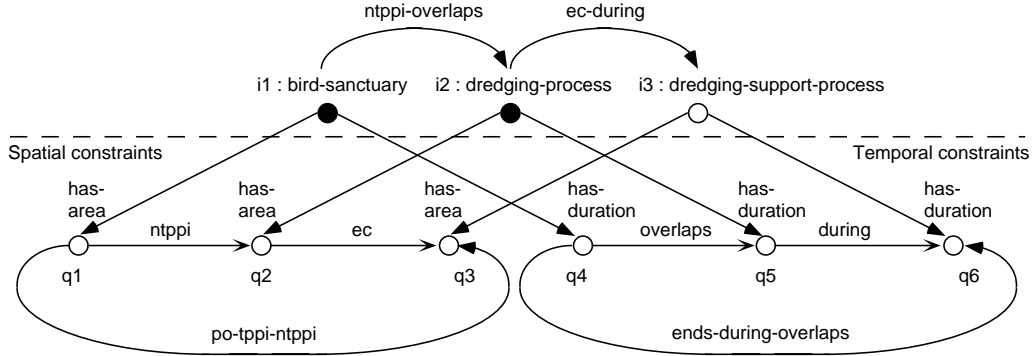 ntppi-overlaps ec-during
i1 : bird-sanctuary i2 : dredging-process i3 : dredging-support-process
Spatial constraints Temporal constraints
has- has- has- has- has- has-
area area area duration duration duration
ntppi ec overlaps during
q1 q2 q3 q4 q5 q6
po-tppi-ntppi ends-during-overlaps